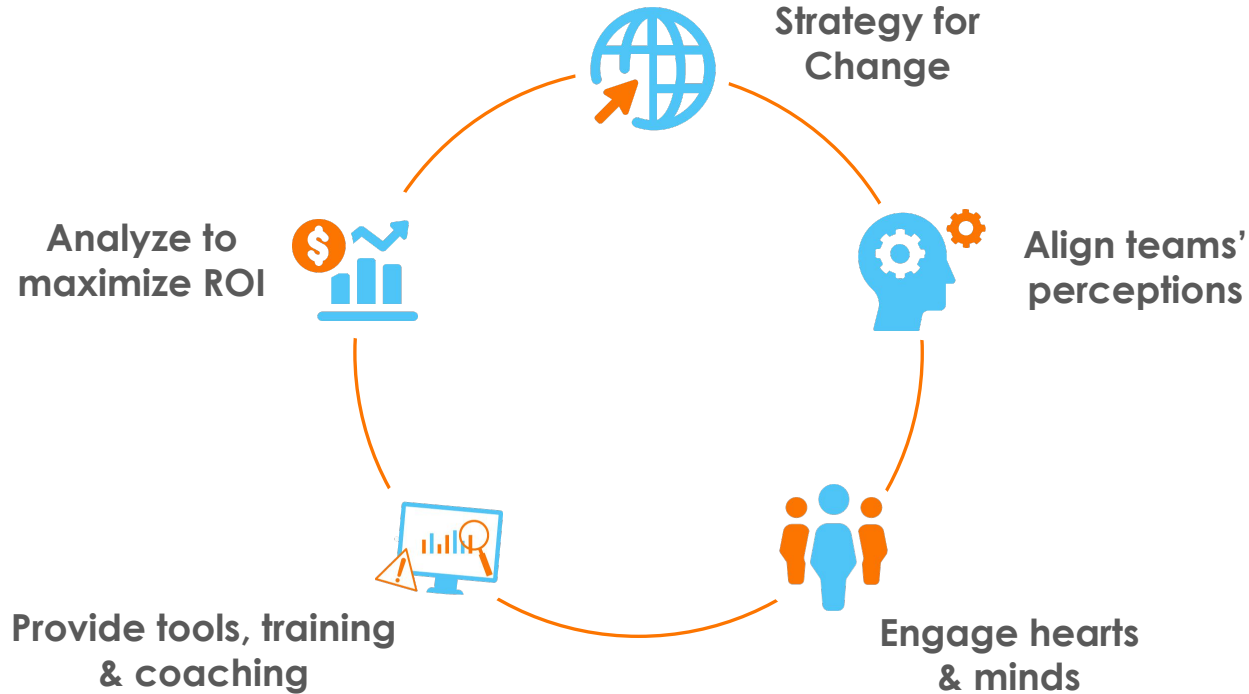 Strategy for
Change
Align teams’
perceptions
Engage hearts
& minds
Provide tools, training
& coaching
Analyze to
maximize ROI
$
!